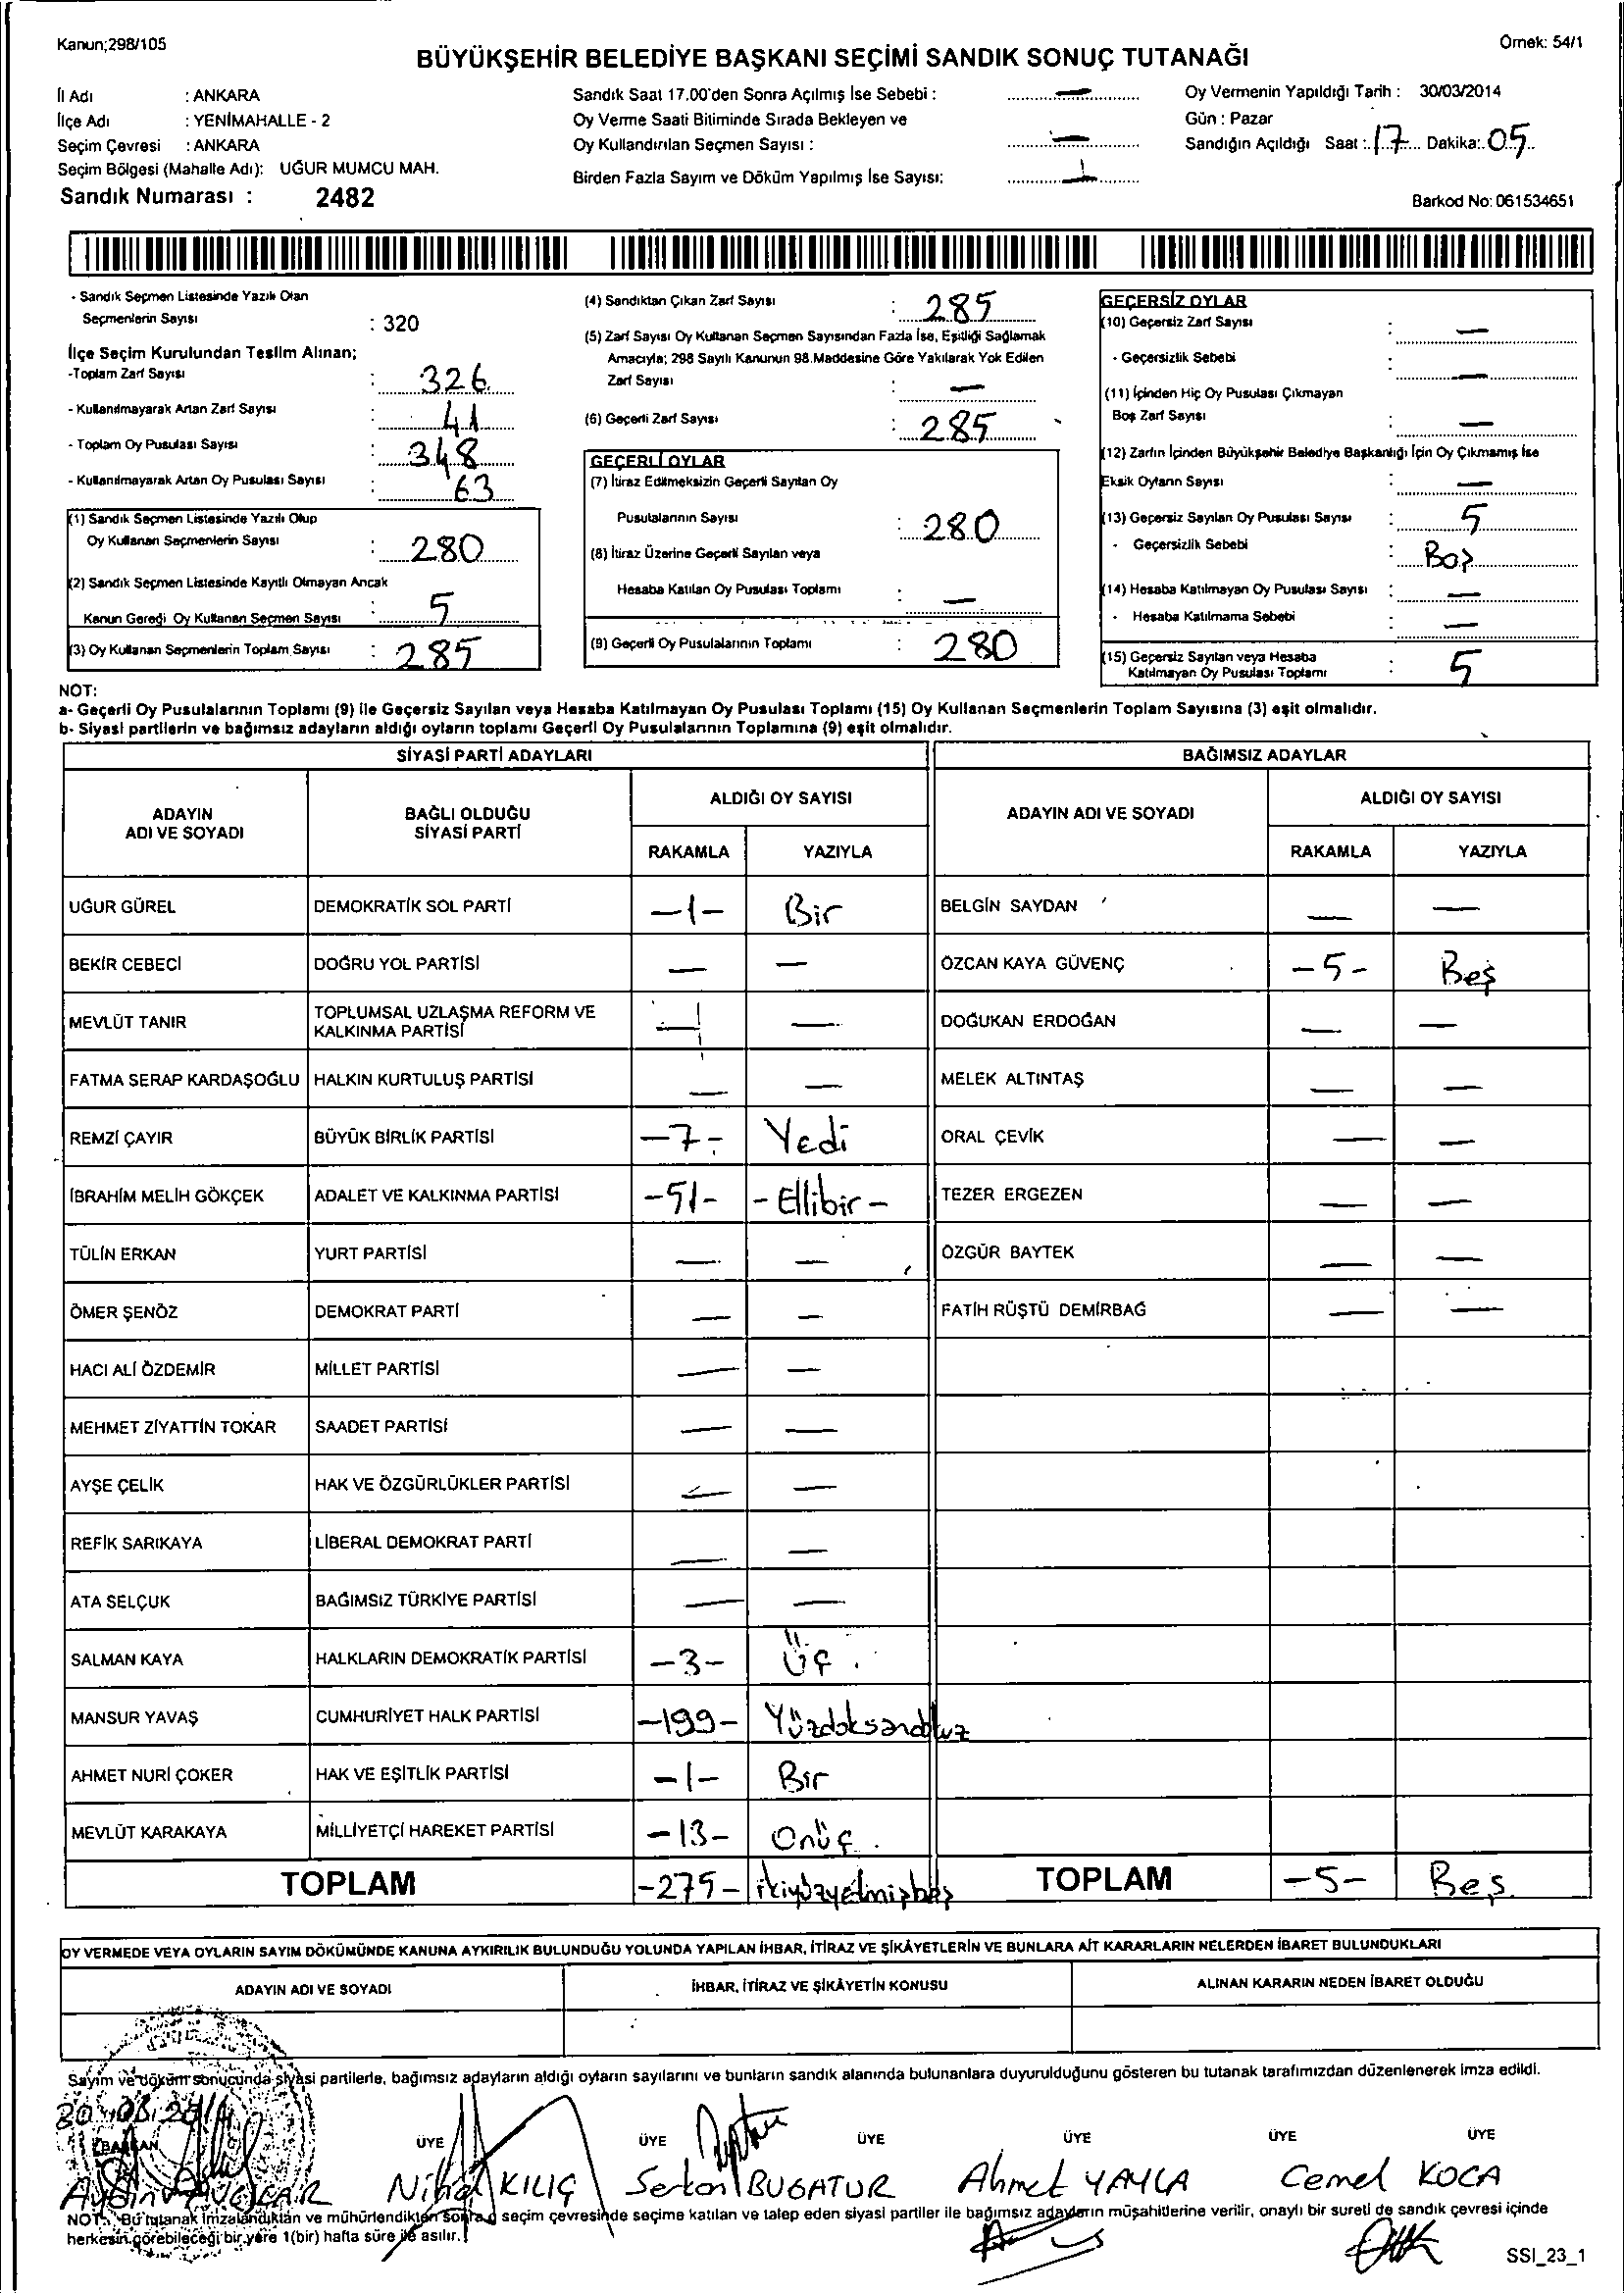 Kanun;298/105
Örnek: 54/1
BÜYÜKŞEHİR BELEDİYE BAŞKANI SEÇİMİ SANDIK SONUÇ TUTANAĞI
İl Adı : ANKARA
İlçe Adı : YENİMAHALLE - 2
Seçim Çevresi : ANKARA
Seçim Bölgesi (Mahalle Adı): UĞUR MUMCU MAH.
Sandık Numarası : 2482
Sandık Saat 17.00'den Sonra Açılmış İse Sebebi : —
Oy Verme Saati Bitiminde Sırada Bekleyen ve
Oy Kullandırılan Seçmen Sayısı : —
Birden Fazla Sayım ve Döküm Yapılmış İse Sayısı:
Oy Vermenin Yapıldığı Tarih : 30/03/2014
Gün : Pazar
Sandığın Açıldığı Saat : 17 Dakika: 05
Barkod No: 061534651
- Sandık Seçmen Listesinde Yazılı Olan
Seçmenlerin Sayısı : 320
İlçe Seçim Kurulundan Teslim Alınan;
-Toplam Zarf Sayısı : 326
- Kullanılmayarak Artan Zarf Sayısı : 41
- Toplam Oy Pusulası Sayısı : 348
- Kullanılmayarak Artan Oy Pusulası Sayısı : 63
(1) Sandık Seçmen Listesinde Yazılı Olup
Oy Kullanan Seçmenlerin Sayısı : 280
(2) Sandık Seçmen Listesinde Kayıtlı Olmayan Ancak
Kanun Gereği Oy Kullanan Seçmen Sayısı : 5
(3) Oy Kullanan Seçmenlerin Toplam Sayısı : 285
(4) Sandıktan Çıkan Zarf Sayısı : 285
(5) Zarf Sayısı Oy Kullanan Seçmen Sayısından Fazla İse, Eşitliği Sağlamak
Amacıyla; 298 Sayılı Kanunun 98.Maddesine Göre Yakılarak Yok Edilen
Zarf Sayısı : —
(6) Geçerli Zarf Sayısı : 285
GEÇERLİ OYLAR
(7) İtiraz Edilmeksizin Geçerli Sayılan Oy
Pusulalarının Sayısı : 280
(8) İtiraz Üzerine Geçerli Sayılan veya
Hesaba Katılan Oy Pusulası Toplamı : —
(9) Geçerli Oy Pusulalarının Toplamı : 280
GEÇERSİZ OYLAR
(10) Geçersiz Zarf Sayısı : —
- Geçersizlik Sebebi : —
(11) İçinden Hiç Oy Pusulası Çıkmayan
Boş Zarf Sayısı : —
(12) Zarfın İçinden Büyükşehir Belediye Başkanlığı İçin Oy Çıkmamış İse
Eksik Oyların Sayısı : —
(13) Geçersiz Sayılan Oy Pusulası Sayısı : 5
- Geçersizlik Sebebi : Boş
(14) Hesaba Katılmayan Oy Pusulası Sayısı : —
- Hesaba Katılmama Sebebi : —
(15) Geçersiz Sayılan veya Hesaba
Katılmayan Oy Pusulası Toplamı : 5
NOT:
a- Geçerli Oy Pusulalarının Toplamı (9) ile Geçersiz Sayılan veya Hesaba Katılmayan Oy Pusulası Toplamı (15) Oy Kullanan Seçmenlerin Toplam Sayısına (3) eşit olmalıdır.
b- Siyasi partilerin ve bağımsız adayların aldığı oyların toplamı Geçerli Oy Pusulalarının Toplamına (9) eşit olmalıdır.
SİYASİ PARTİ ADAYLARI
BAĞIMSIZ ADAYLAR
ADAYIN ADI VE SOYADI
BAĞLI OLDUĞU SİYASİ PARTİ
ALDIĞI OY SAYISI
RAKAMLA
YAZIYLA
ADAYIN ADI VE SOYADI
ALDIĞI OY SAYISI
RAKAMLA
YAZIYLA
UĞUR GÜREL DEMOKRATİK SOL PARTİ -1- Bir BELGİN SAYDAN — —
BEKİR CEBECİ DOĞRU YOL PARTİSİ — — ÖZCAN KAYA GÜVENÇ -5- Beş
MEVLÜT TANIR TOPLUMSAL UZLAŞMA REFORM VE KALKINMA PARTİSİ — — DOĞUKAN ERDOĞAN — —
FATMA SERAP KARDAŞOĞLU HALKIN KURTULUŞ PARTİSİ — — MELEK ALTINTAŞ — —
REMZİ ÇAYIR BÜYÜK BİRLİK PARTİSİ -7- Yedi ORAL ÇEVİK — —
İBRAHİM MELİH GÖKÇEK ADALET VE KALKINMA PARTİSİ -51- -Ellibir- TEZER ERGEZEN — —
TÜLİN ERKAN YURT PARTİSİ — — ÖZGÜR BAYTEK — —
ÖMER ŞENÖZ DEMOKRAT PARTİ — — FATİH RÜŞTÜ DEMİRBAĞ — —
HACI ALİ ÖZDEMİR MİLLET PARTİSİ — —
MEHMET ZİYATTİN TOKAR SAADET PARTİSİ — —
AYŞE ÇELİK HAK VE ÖZGÜRLÜKLER PARTİSİ — —
REFİK SARIKAYA LİBERAL DEMOKRAT PARTİ — —
ATA SELÇUK BAĞIMSIZ TÜRKİYE PARTİSİ — —
SALMAN KAYA HALKLARIN DEMOKRATİK PARTİSİ -3- Üç
MANSUR YAVAŞ CUMHURİYET HALK PARTİSİ -199- Yüzdoksandokuz
AHMET NURİ ÇOKER HAK VE EŞİTLİK PARTİSİ -1- Bir
MEVLÜT KARAKAYA MİLLİYETÇİ HAREKET PARTİSİ -13- Onüç
TOPLAM -275- ikiyüzyetmişbeş TOPLAM -5- Beş
OY VERMEDE VEYA OYLARIN SAYIM DÖKÜMÜNDE KANUNA AYKIRILIK BULUNDUĞU YOLUNDA YAPILAN İHBAR, İTİRAZ VE ŞİKÂYETLERİN VE BUNLARA AİT KARARLARIN NELERDEN İBARET BULUNDUKLARI
ADAYIN ADI VE SOYADI
İHBAR, İTİRAZ VE ŞİKÂYETİN KONUSU
ALINAN KARARIN NEDEN İBARET OLDUĞU
Sayım ve döküm sonucunda siyasi partilerle, bağımsız adayların aldığı oyların sayılarını ve bunların sandık alanında bulunanlara duyurulduğunu gösteren bu tutanak tarafımızdan düzenlenerek imza edildi.
30.03.2014
BAŞKAN ÜYE ÜYE ÜYE ÜYE ÜYE ÜYE
Aydın Nihal KILIÇ Serkan BUGATUR Ahmet YAYLA Cemel KOCA
NOT: Bu tutanak imzalandıktan ve mühürlendikten sonra seçim çevresinde seçime katılan ve talep eden siyasi partiler ile bağımsız adayların müşahitlerine verilir, onaylı bir sureti de sandık çevresi içinde
herkesin görebileceği bir yere 1(bir) hafta süre ile asılır.
SSI_23_1